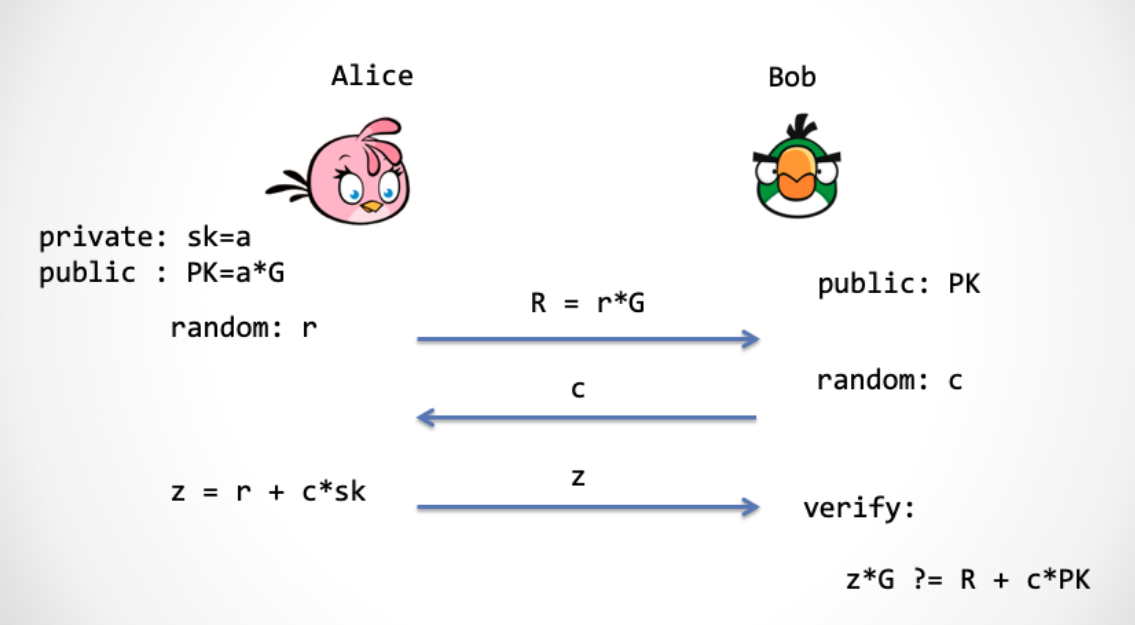 Alice
Bob
private: sk=a
public : PK=a*G
public: PK
R = r*G
random: r
random: c
c
z
z = r + c*sk
verify:
z*G ?= R + c*PK